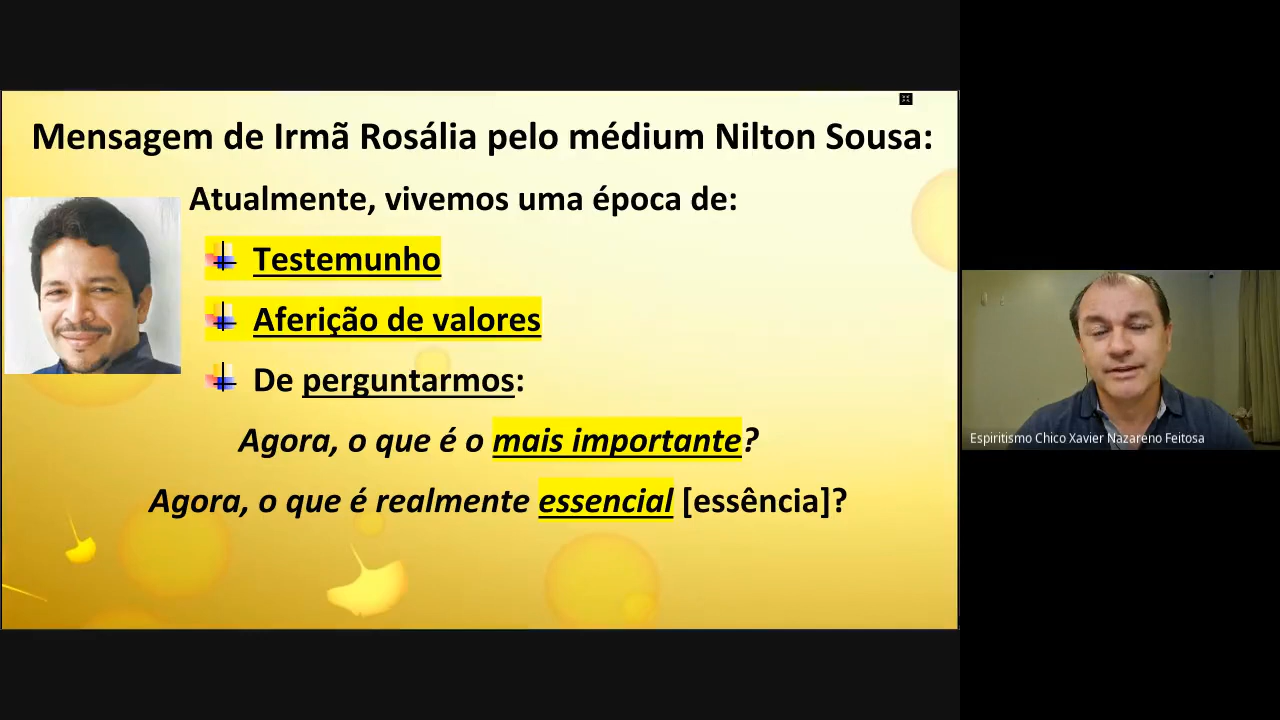 Mensagem de Irmã Rosália pelo médium Nilton Sousa:
Atualmente, vivemos uma época de:
Testemunho
Aferição de valores
De perguntarmos:
Agora, o que é o mais importante?
Agora, o que é realmente essencial [essência]?
Espiritismo Chico Xavier Nazareno Feitosa